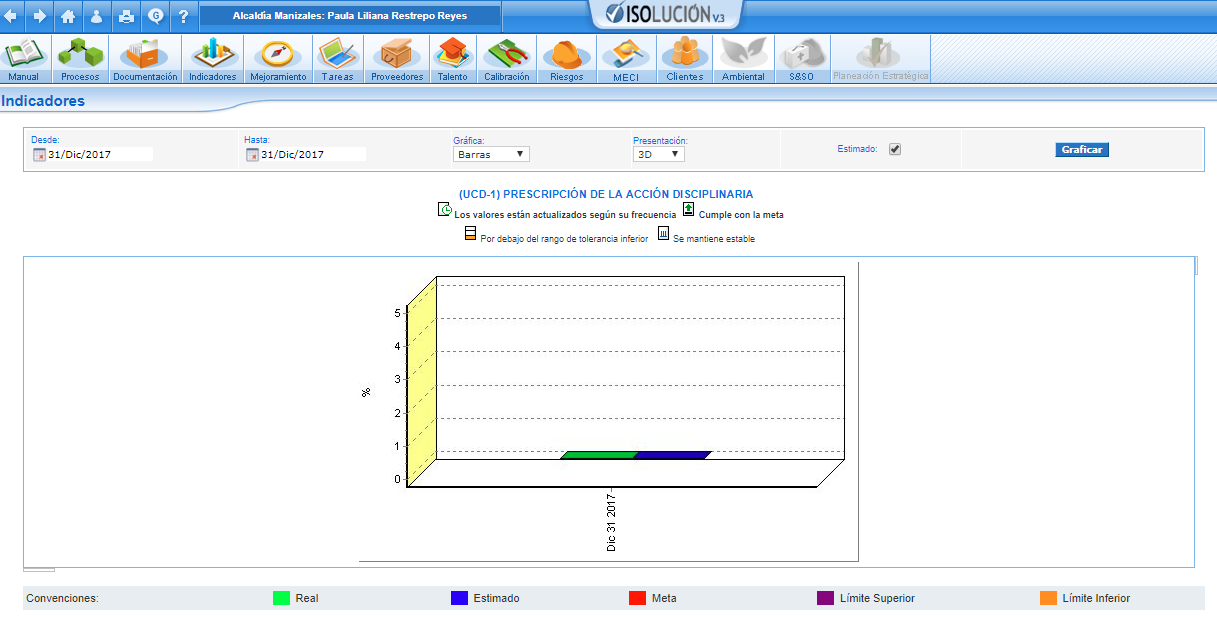 G ? Alcaldía Manizales: Paula Liliana Restrepo Reyes ISOLUCIÓN V.3
Manual Procesos Documentación Indicadores Mejoramiento Tareas Proveedores Talento Calibración Riesgos MECI Clientes Ambiental S&SO Planeación Estratégica
Indicadores
Desde: Hasta: Gráfica: Presentación:
31/Dic/2017 31/Dic/2017 Barras 3D Estimado: Graficar
(UCD-1) PRESCRIPCIÓN DE LA ACCIÓN DISCIPLINARIA
Los valores están actualizados según su frecuencia Cumple con la meta
Por debajo del rango de tolerancia inferior Se mantiene estable
5
4
3
%
2
1
0
Dic 31 2017
Convenciones: Real Estimado Meta Límite Superior Límite Inferior